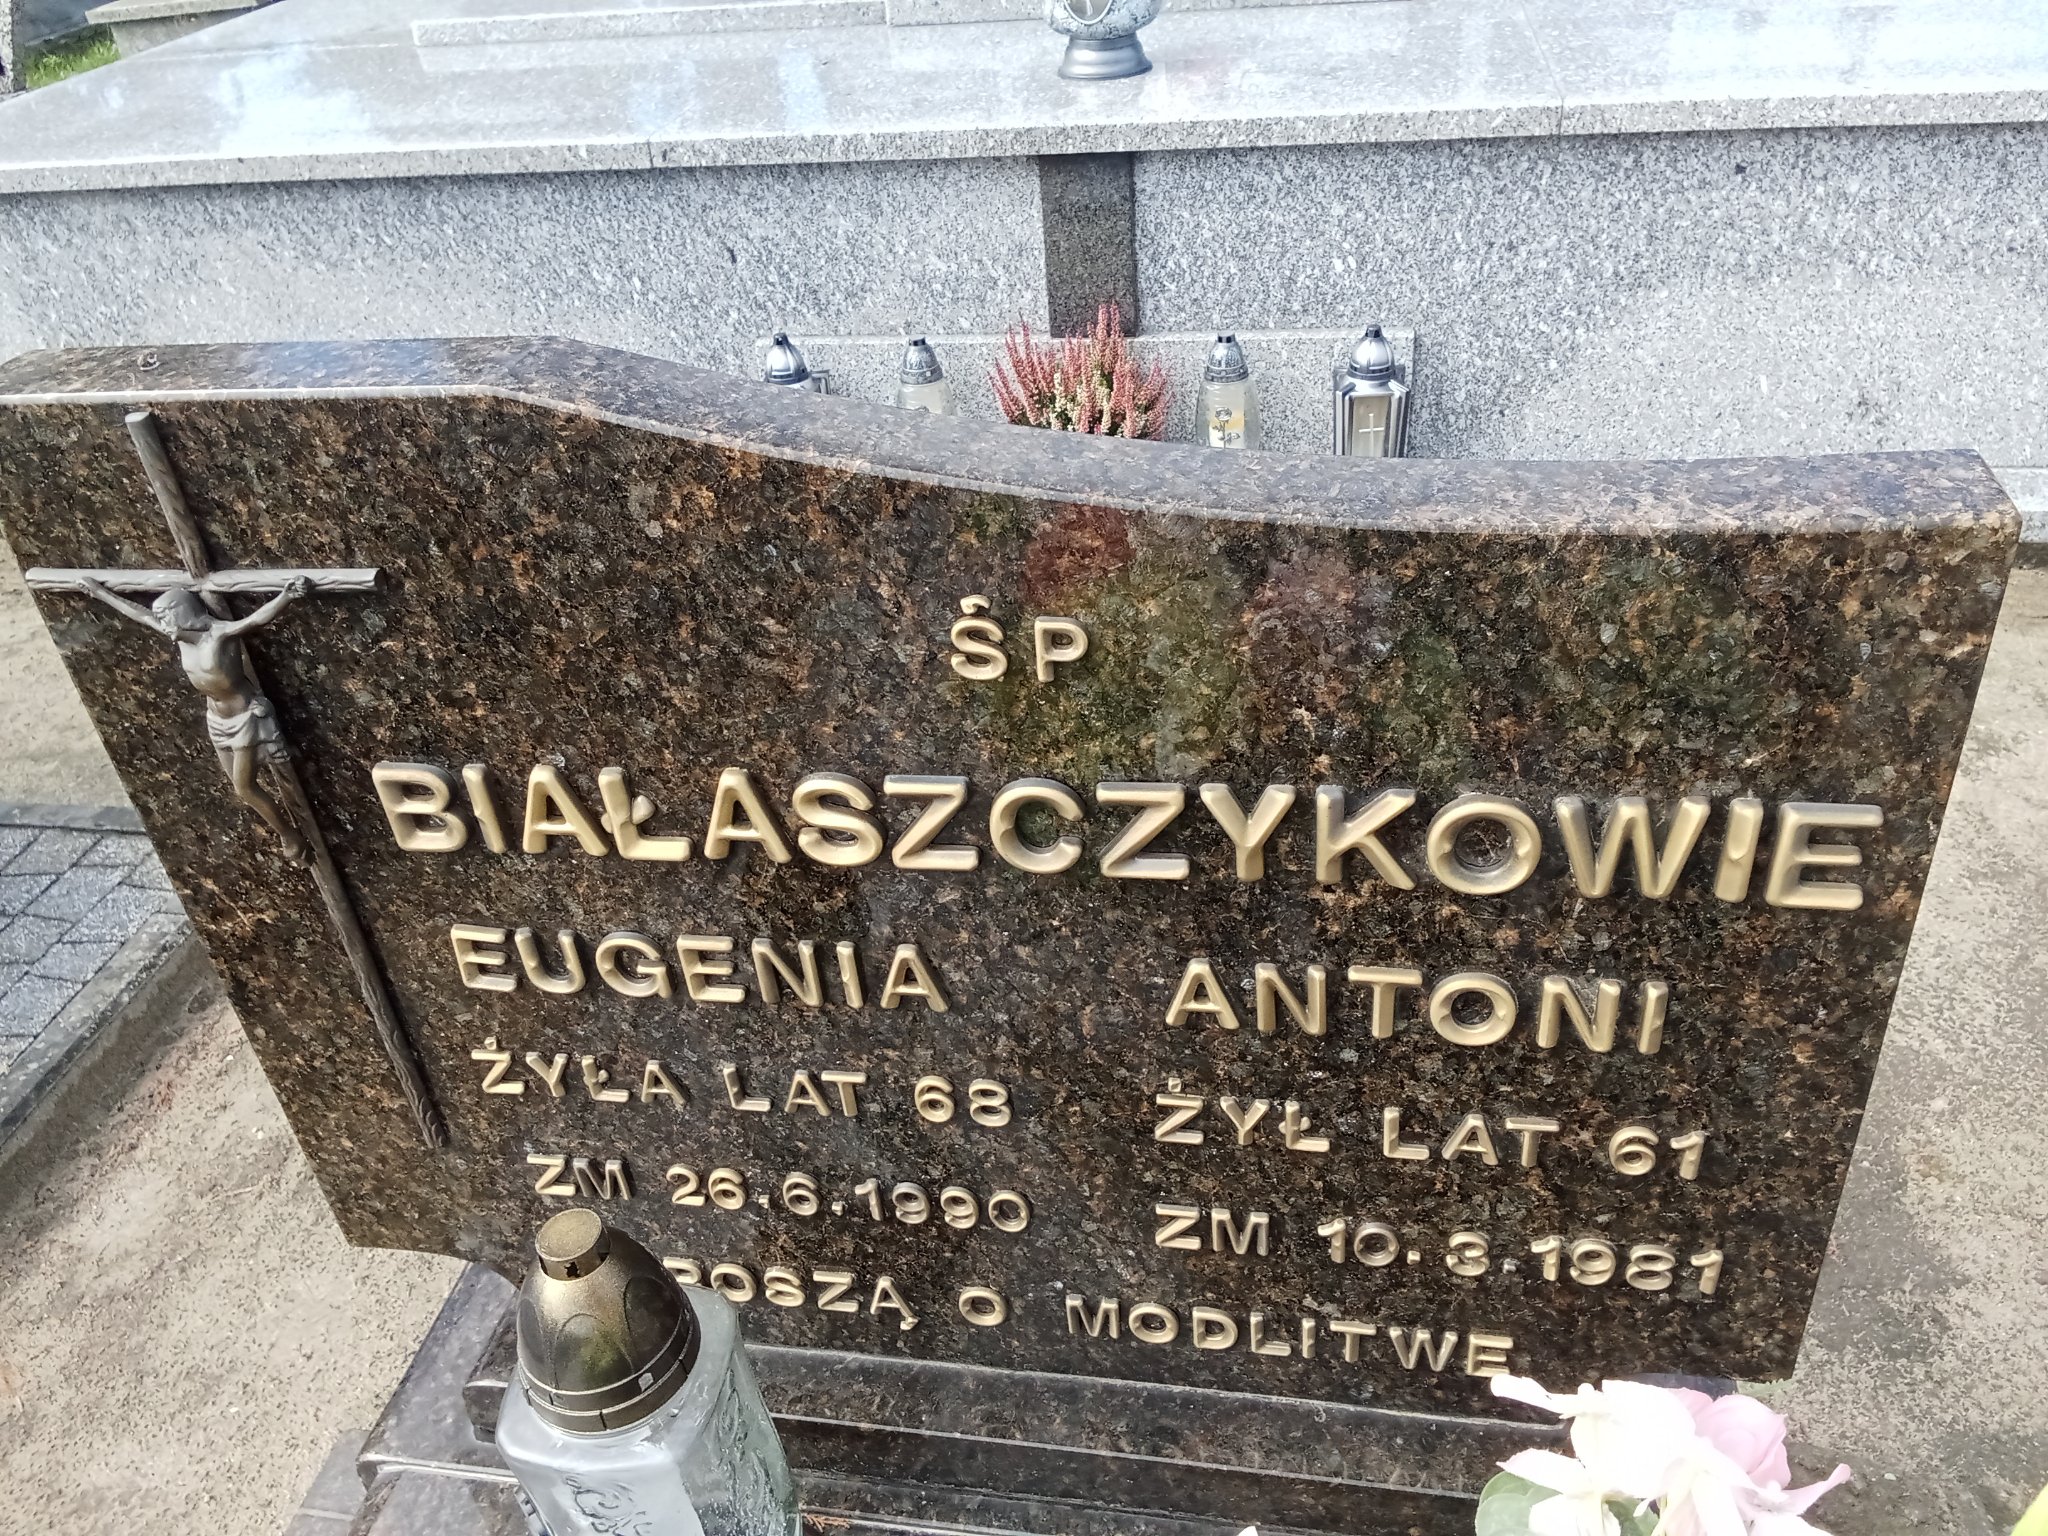 ŚP
BIAŁASZCZYKOWIE
EUGENIA ANTONI
ŻYŁA LAT 68 ŻYŁ LAT 61
ZM 26.6.1990 ZM 10.3.1981
PROSZĄ O MODLITWE